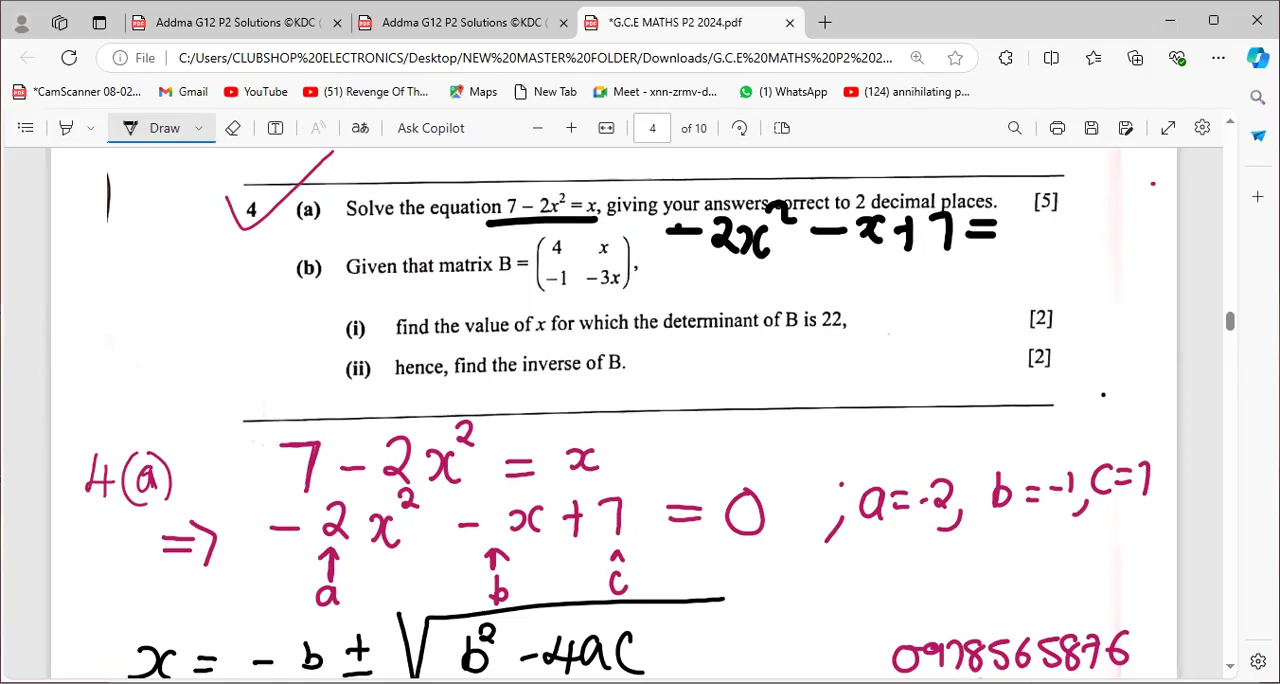 Addma G12 P2 Solutions ©KDC (
Addma G12 P2 Solutions ©KDC (
*G.C.E MATHS P2 2024.pdf
File
C:/Users/CLUBSHOP%20ELECTRONICS/Desktop/NEW%20MASTER%20FOLDER/Downloads/G.C.E%20MATHS%20P2%202...
*CamScanner 08-02...
Gmail
YouTube
(51) Revenge Of Th...
Maps
New Tab
Meet - xnn-zrmv-d...
(1) WhatsApp
(124) annihilating p...
Draw
aあ
Ask Copilot
4 of 10
4 (a) Solve the equation 7 − 2x² = x, giving your answers correct to 2 decimal places. [5]
− 2x² − x + 7 =
(b) Given that matrix B = (4 x
−1 −3x),
(i) find the value of x for which the determinant of B is 22, [2]
(ii) hence, find the inverse of B. [2]
4(a) 7 − 2x² = x
⇒ − 2x² − x + 7 = 0 ; a = -2, b = -1, c = 7
a b c
x = − b ± √b² − 4ac
0978565876